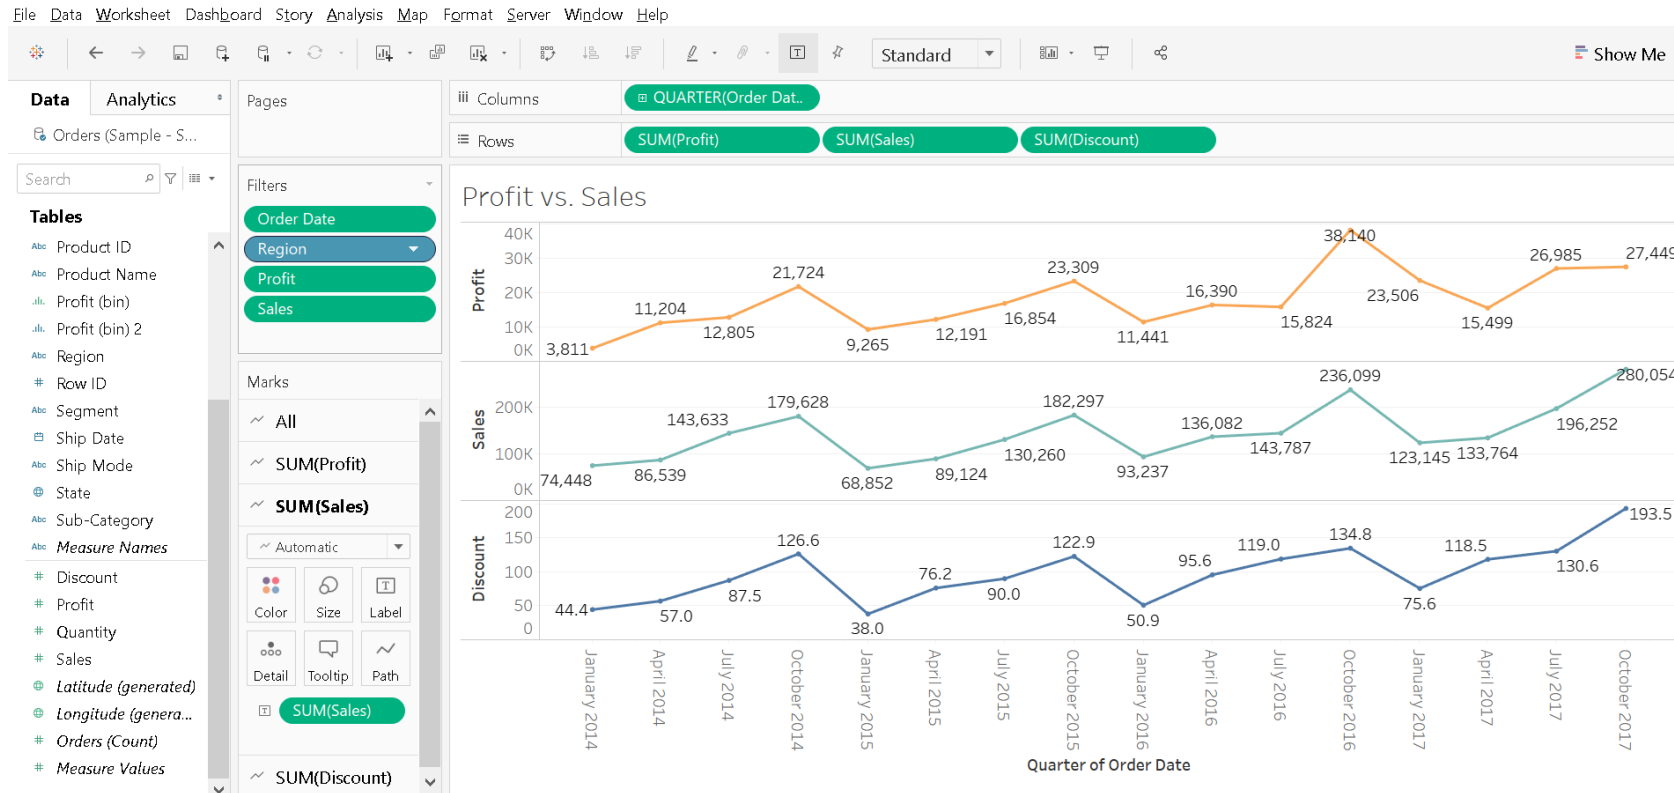 File Data Worksheet Dashboard Story Analysis Map Format Server Window Help
Standard
Show Me
Data Analytics
Orders (Sample - S...
Search
Tables
Abc Product ID
Abc Product Name
Profit (bin)
Profit (bin) 2
Abc Region
# Row ID
Abc Segment
Ship Date
Abc Ship Mode
State
Abc Sub-Category
Abc Measure Names
# Discount
# Profit
# Quantity
# Sales
Latitude (generated)
Longitude (genera...
# Orders (Count)
# Measure Values
Pages
Filters
Order Date
Region
Profit
Sales
Marks
All
SUM(Profit)
SUM(Sales)
Automatic
Color Size Label
Detail Tooltip Path
SUM(Sales)
SUM(Discount)
Columns QUARTER(Order Dat..
Rows SUM(Profit) SUM(Sales) SUM(Discount)
Profit vs. Sales
Profit
40K
30K
20K
10K
0K
3,811 11,204 12,805 21,724 9,265 12,191 16,854 23,309 11,441 16,390 15,824 38,140 23,506 15,499 26,985 27,449
Sales
200K
100K
0K
74,448 86,539 143,633 179,628 68,852 89,124 130,260 182,297 93,237 136,082 143,787 236,099 123,145 133,764 196,252 280,054
Discount
200
150
100
50
0
44.4 57.0 87.5 126.6 38.0 76.2 90.0 122.9 50.9 95.6 119.0 134.8 75.6 118.5 130.6 193.5
January 2014
April 2014
July 2014
October 2014
January 2015
April 2015
July 2015
October 2015
January 2016
April 2016
July 2016
October 2016
January 2017
April 2017
July 2017
October 2017
Quarter of Order Date